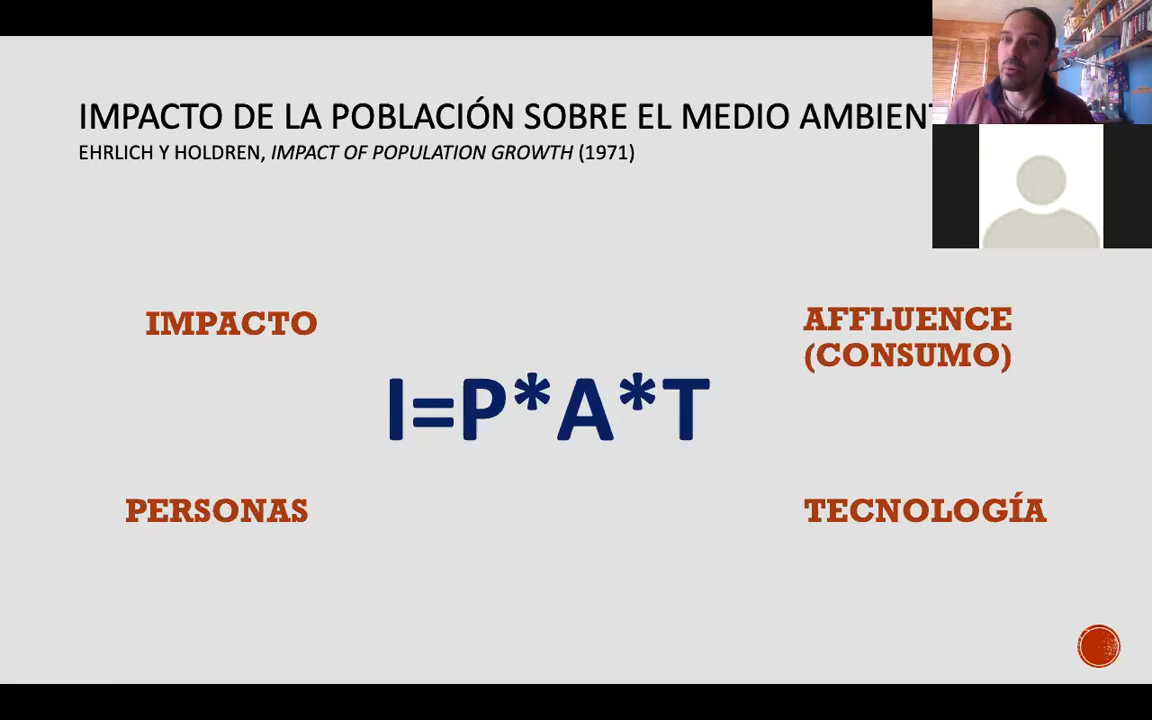 IMPACTO DE LA POBLACIÓN SOBRE EL MEDIO
EHRLICH Y HOLDREN, IMPACT OF POPULATION GROWTH (1971)
IMPACTO
AFFLUENCE
(CONSUMO)
I=P*A*T
PERSONAS
TECNOLOGÍA